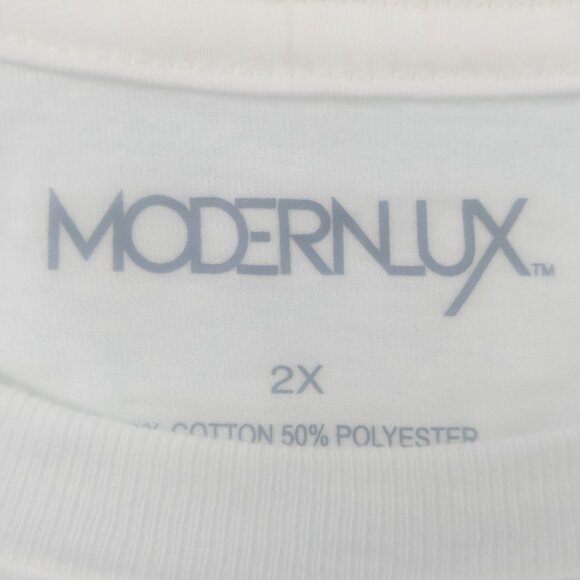 MODERNLUX™
2X
COTTON 50% POLYESTER